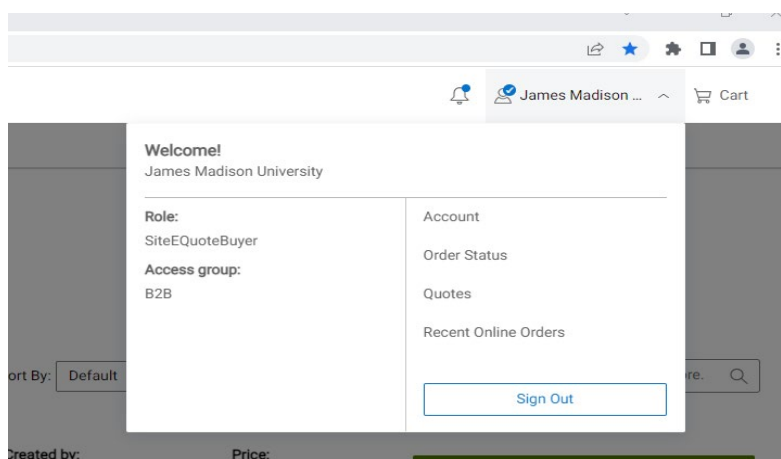 James Madison ...
Cart
Welcome!
James Madison University
Role:
SiteEQuoteBuyer
Access group:
B2B
Account
Order Status
Quotes
Recent Online Orders
Sign Out
ort By: Default
re.
Created by:
Price: